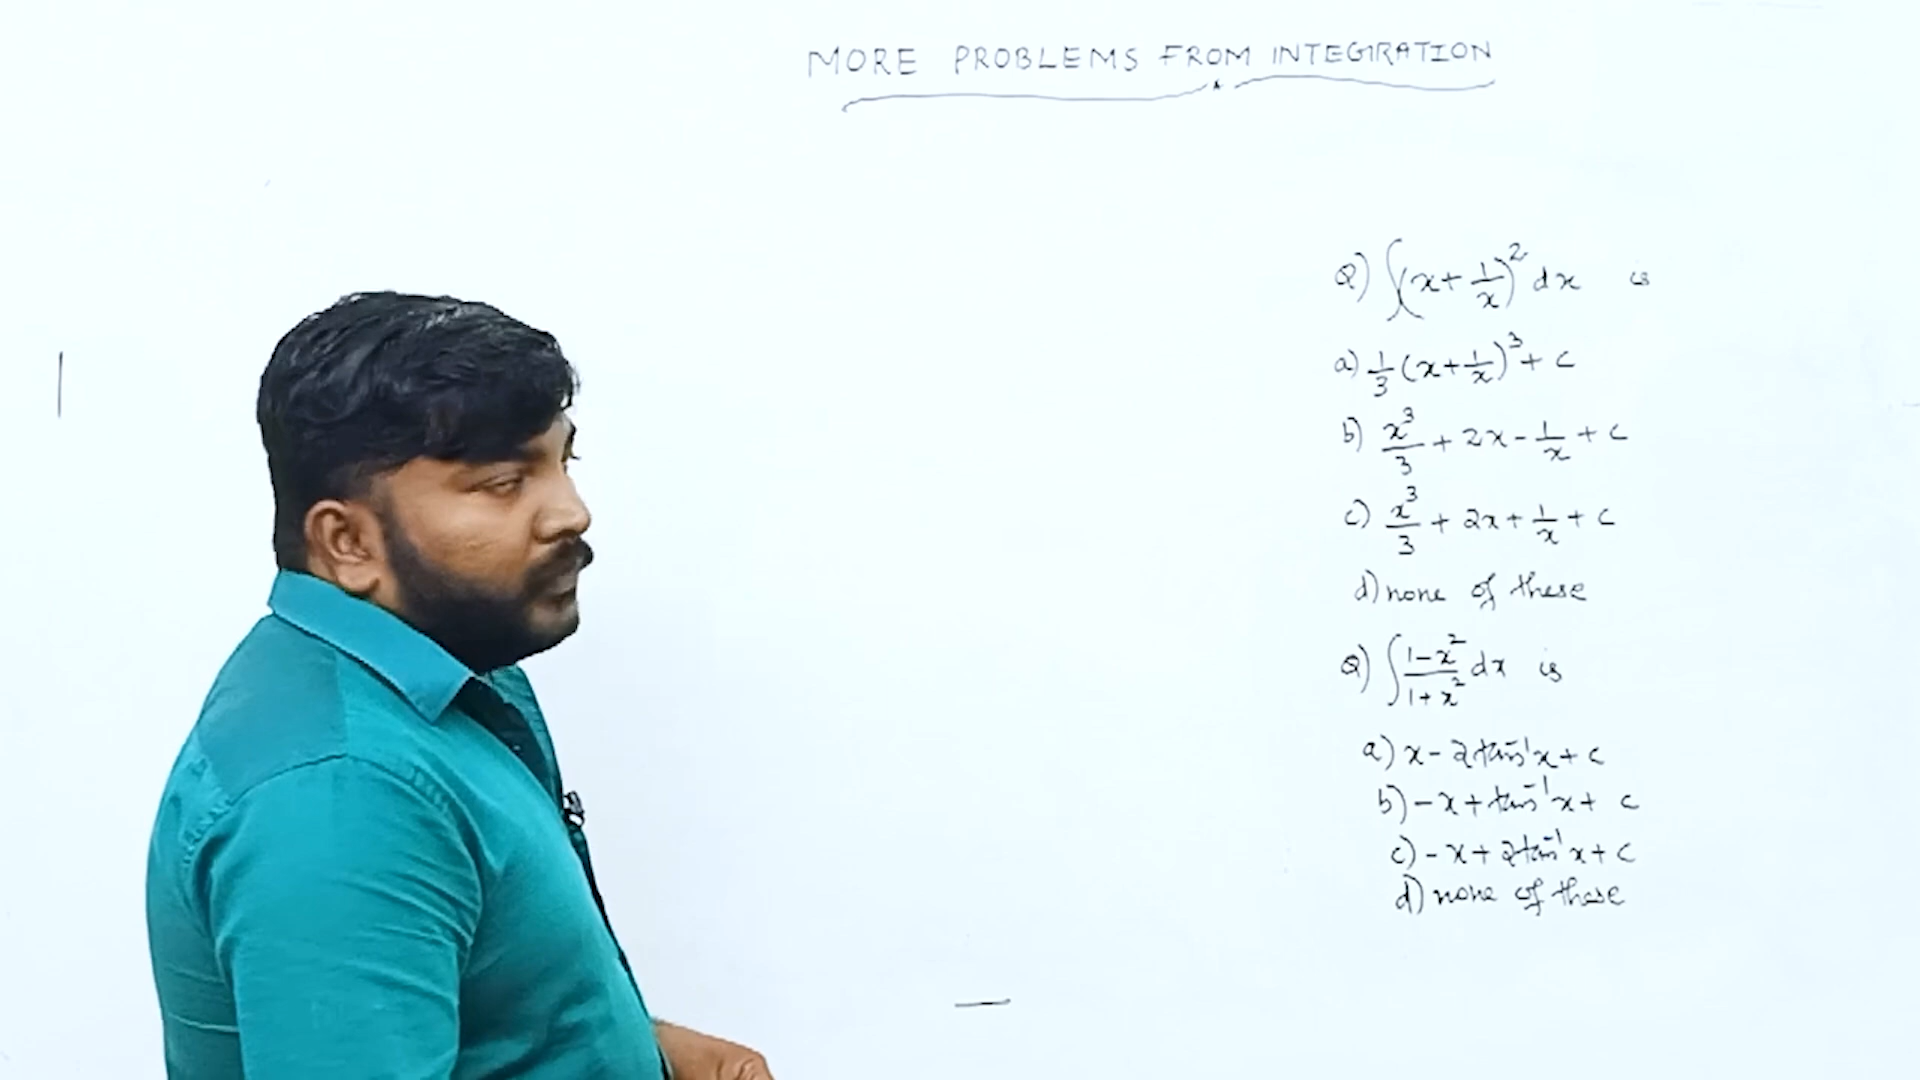 MORE PROBLEMS FROM INTEGRATION
Q) ∫(x+1/x)² dx is
a) 1/3 (x+1/x)³ + c
b) x³/3 + 2x - 1/x + c
c) x³/3 + 2x + 1/x + c
d) none of these
Q) ∫ (1-x²)/(1+x²) dx is
a) x - 2tan⁻¹x + c
b) -x + tan⁻¹x + c
c) -x + 2tan⁻¹x + c
d) none of these